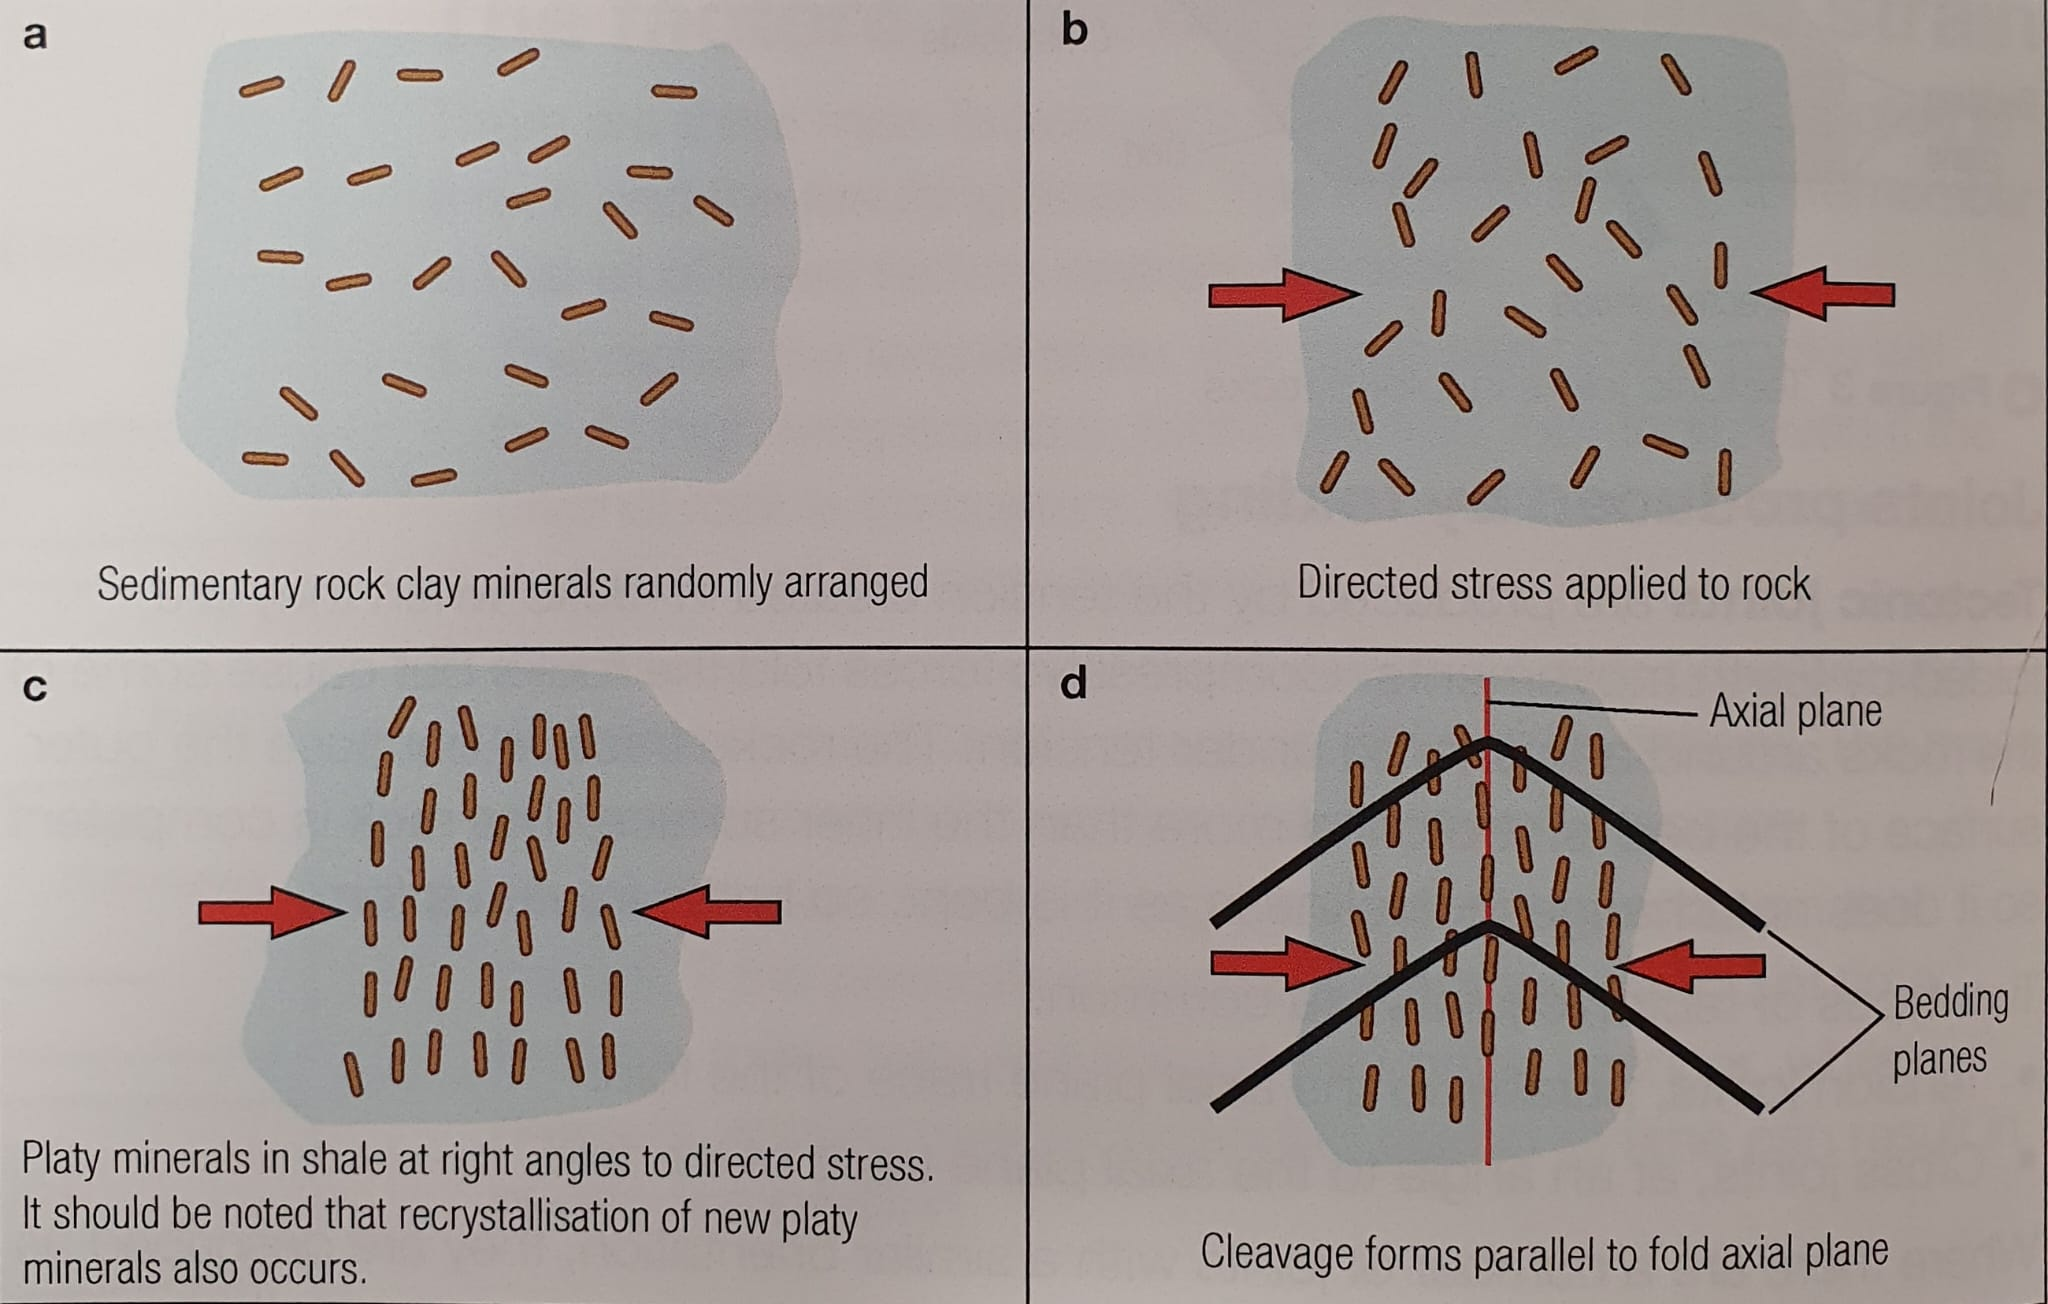 a
Sedimentary rock clay minerals randomly arranged
b
Directed stress applied to rock
c
Platy minerals in shale at right angles to directed stress.
It should be noted that recrystallisation of new platy
minerals also occurs.
d
Axial plane
Bedding
planes
Cleavage forms parallel to fold axial plane